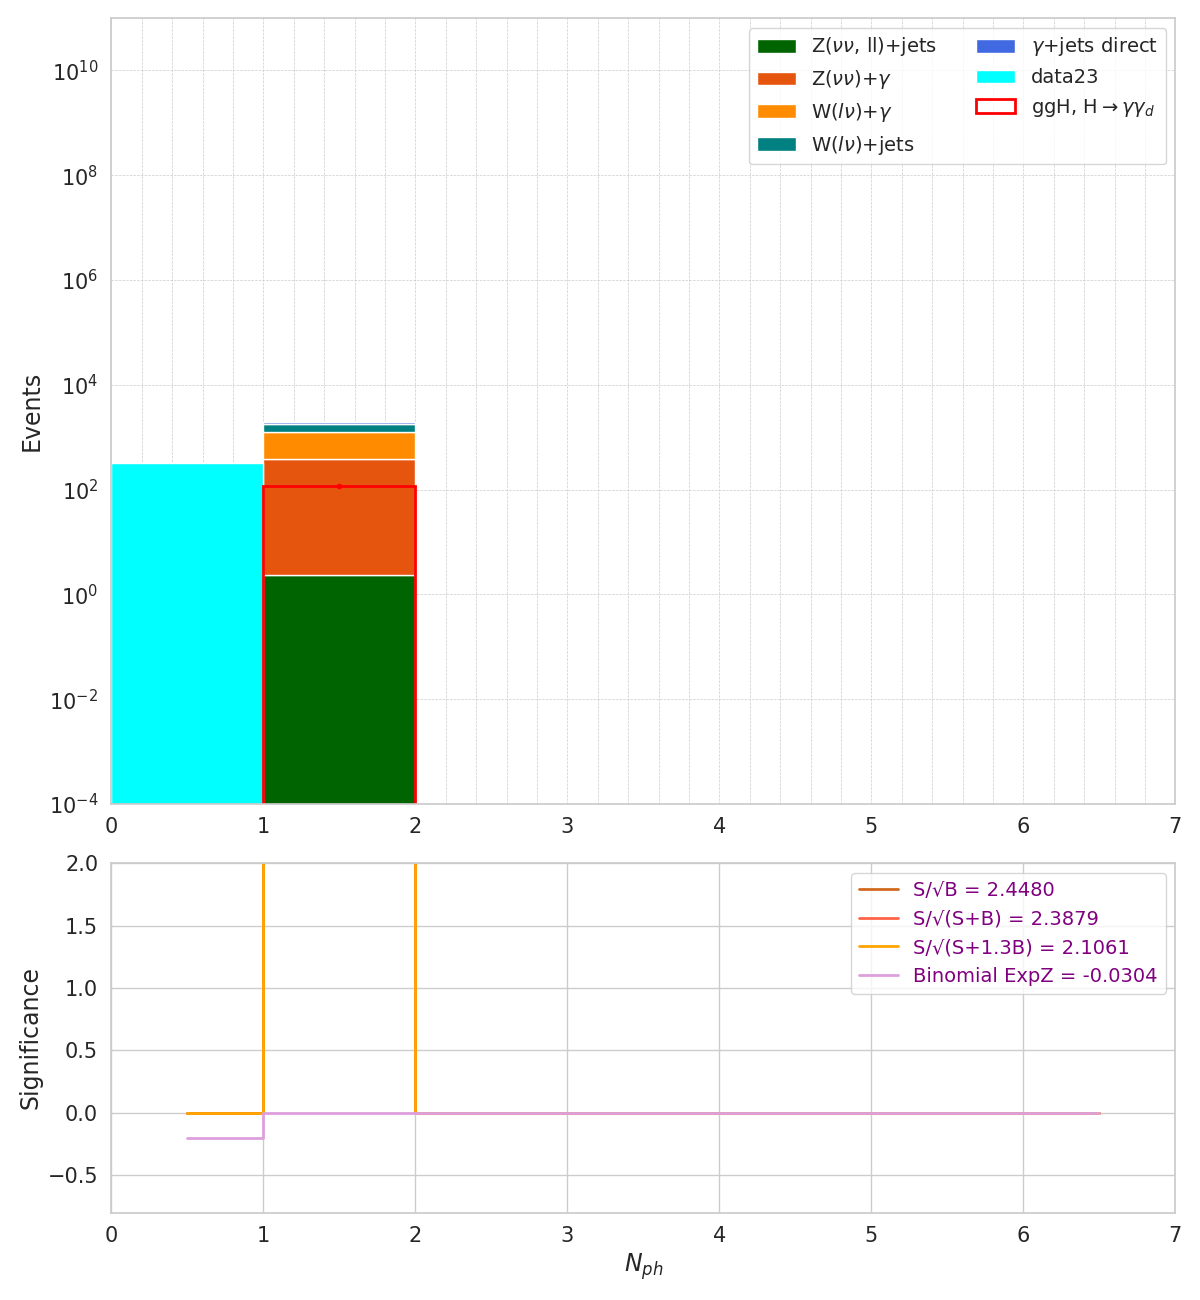 Z(νν, ll)+jets
Z(νν)+γ
W(lν)+γ
W(lν)+jets
γ+jets direct
data23
ggH, H→γγ_d
Events
10^10
10^8
10^6
10^4
10^2
10^0
10^−2
10^−4
0 1 2 3 4 5 6 7
Significance
2.0
1.5
1.0
0.5
0.0
−0.5
S/√B = 2.4480
S/√(S+B) = 2.3879
S/√(S+1.3B) = 2.1061
Binomial ExpZ = -0.0304
0 1 2 3 4 5 6 7
N_ph